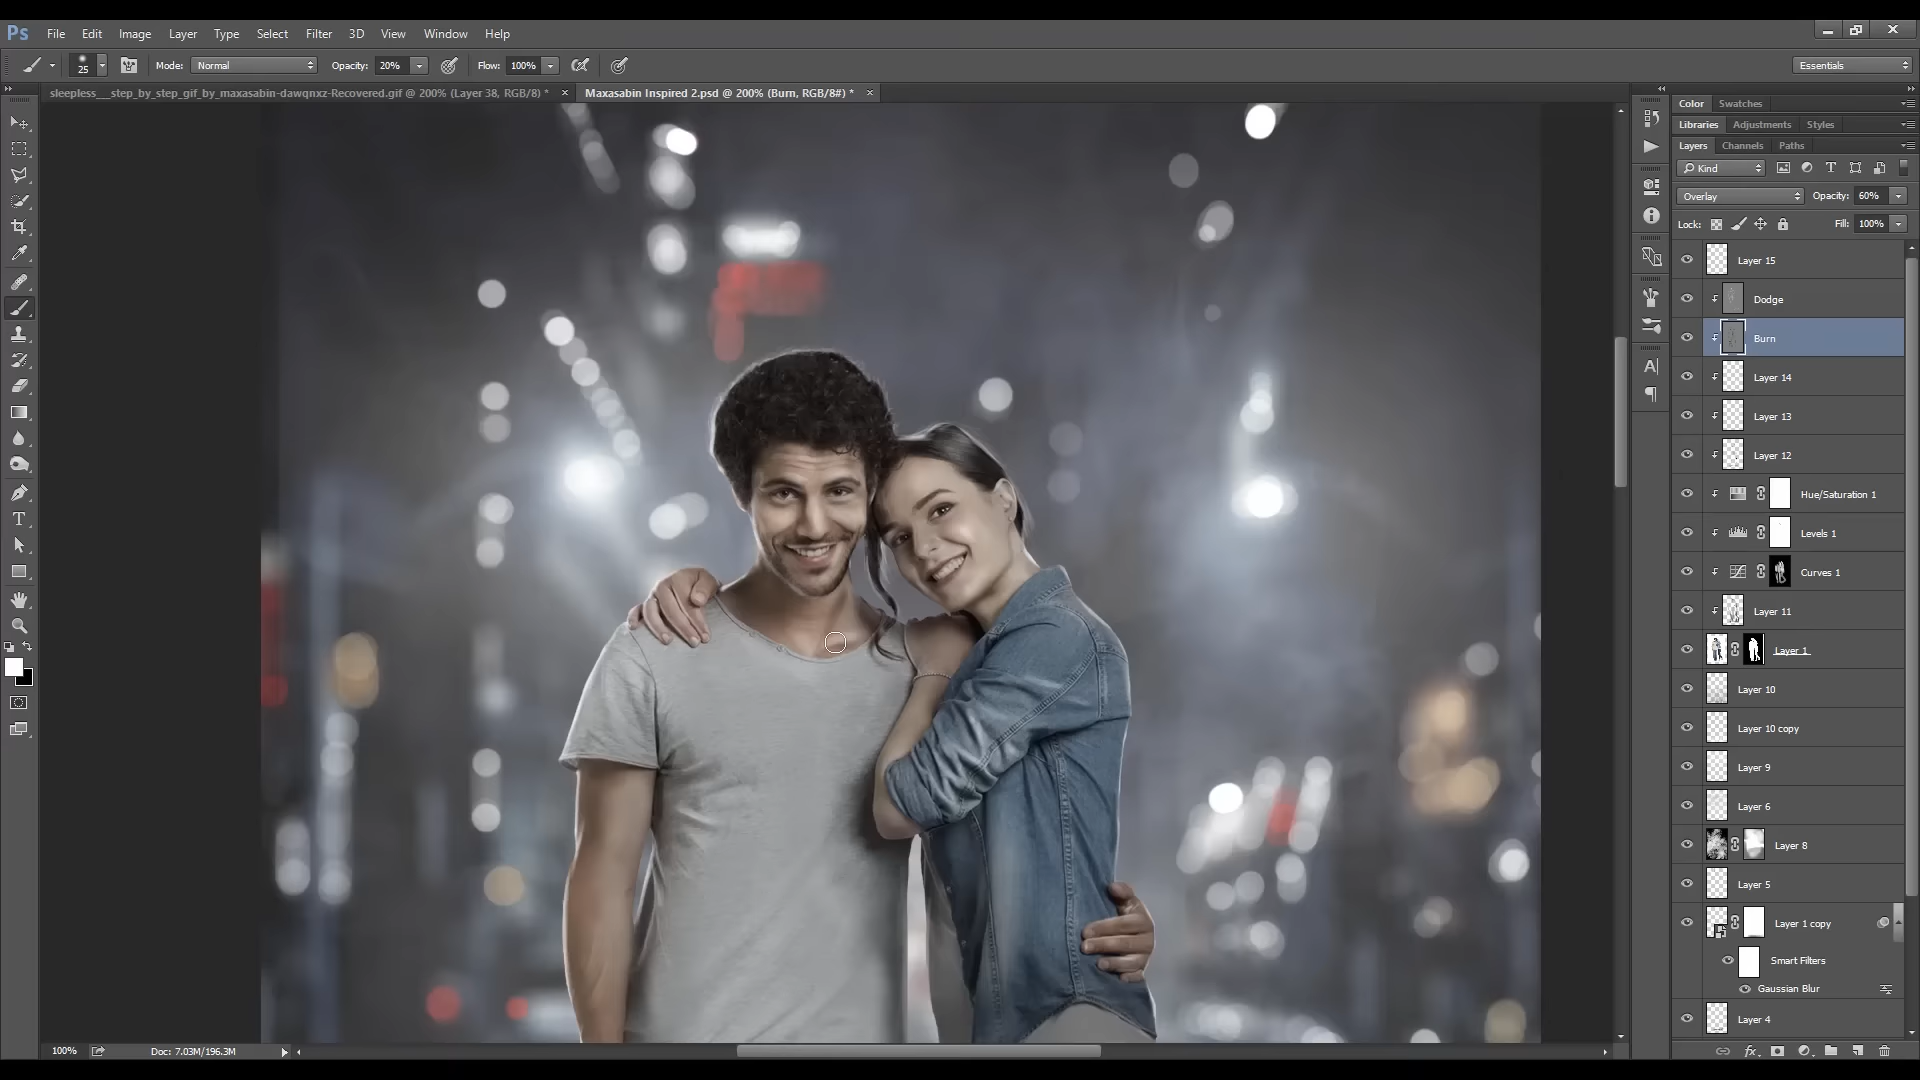 Ps File Edit Image Layer Type Select Filter 3D View Window Help
25 Mode: Normal Opacity: 20% Flow: 100% Essentials
sleepless___step_by_step_gif_by_maxasabin-dawqnxz-Recovered.gif @ 200% (Layer 38, RGB/8) * Maxasabin Inspired 2.psd @ 200% (Burn, RGB/8#) *
Color Swatches
Libraries Adjustments Styles
Layers Channels Paths
Kind
Overlay Opacity: 60%
Lock: Fill: 100%
Layer 15
Dodge
Burn
Layer 14
Layer 13
Layer 12
Hue/Saturation 1
Levels 1
Curves 1
Layer 11
Layer 1
Layer 10
Layer 10 copy
Layer 9
Layer 6
Layer 8
Layer 5
Layer 1 copy
Smart Filters
Gaussian Blur
Layer 4
100% Doc: 7.03M/196.3M